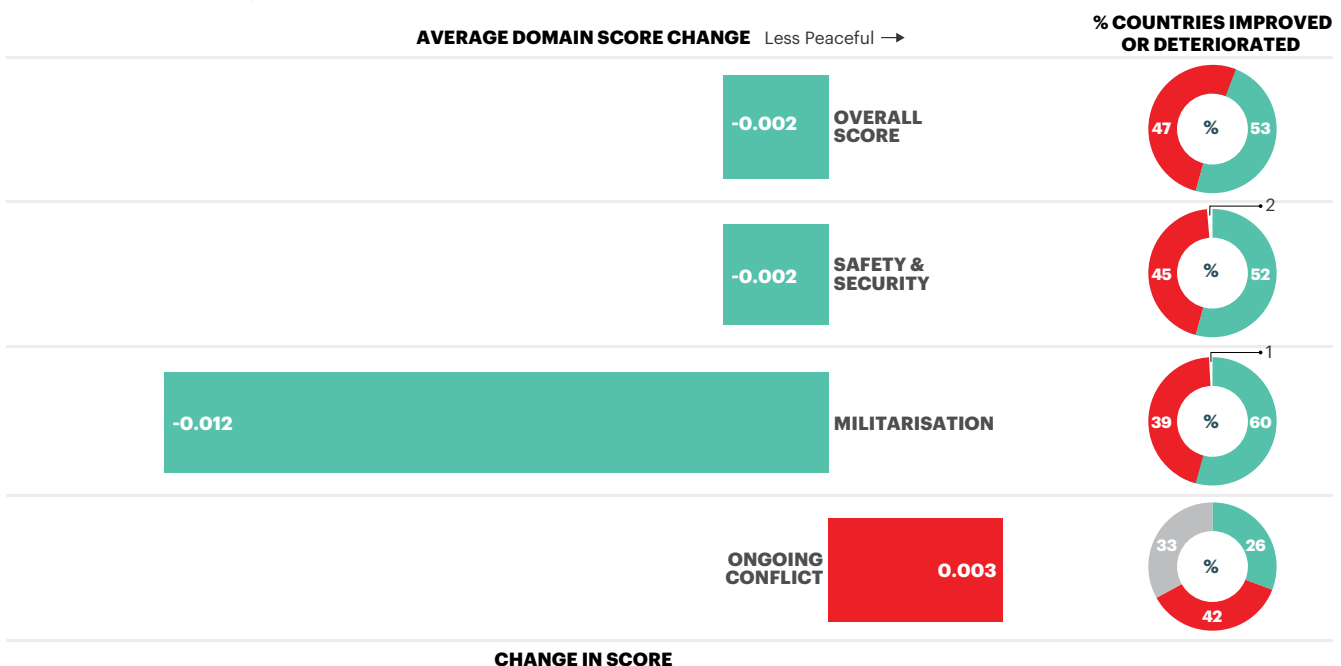 AVERAGE DOMAIN SCORE CHANGE Less Peaceful →
% COUNTRIES IMPROVED
OR DETERIORATED
-0.002
OVERALL
SCORE
47
%
53
-0.002
SAFETY &
SECURITY
2
45
%
52
-0.012
MILITARISATION
1
39
%
60
ONGOING
CONFLICT
0.003
33
26
%
42
CHANGE IN SCORE